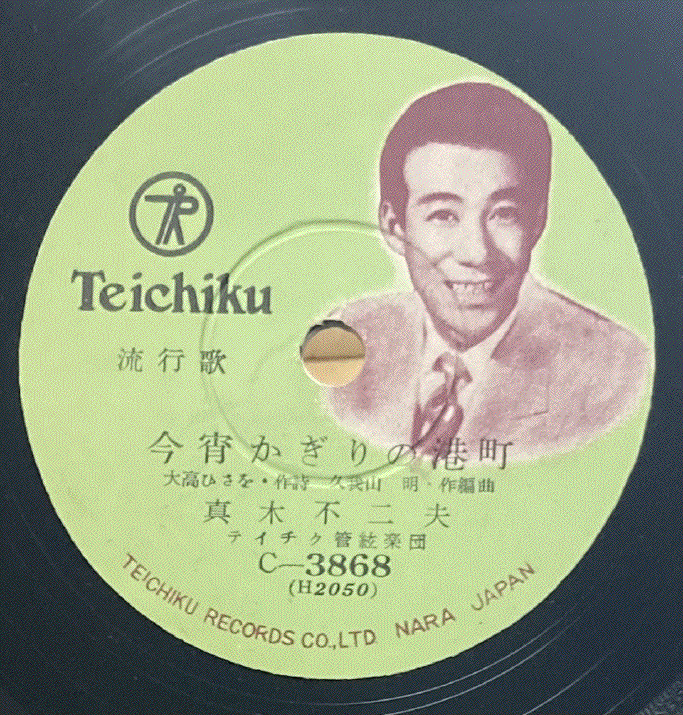 Teichiku
流行歌
今宵かぎりの港町
大高ひさを・作詩 久我山 明・作編曲
真木不二夫
テイチク管絃楽団
C-3868
(H2050)
TEICHIKU RECORDS CO.,LTD NARA JAPAN